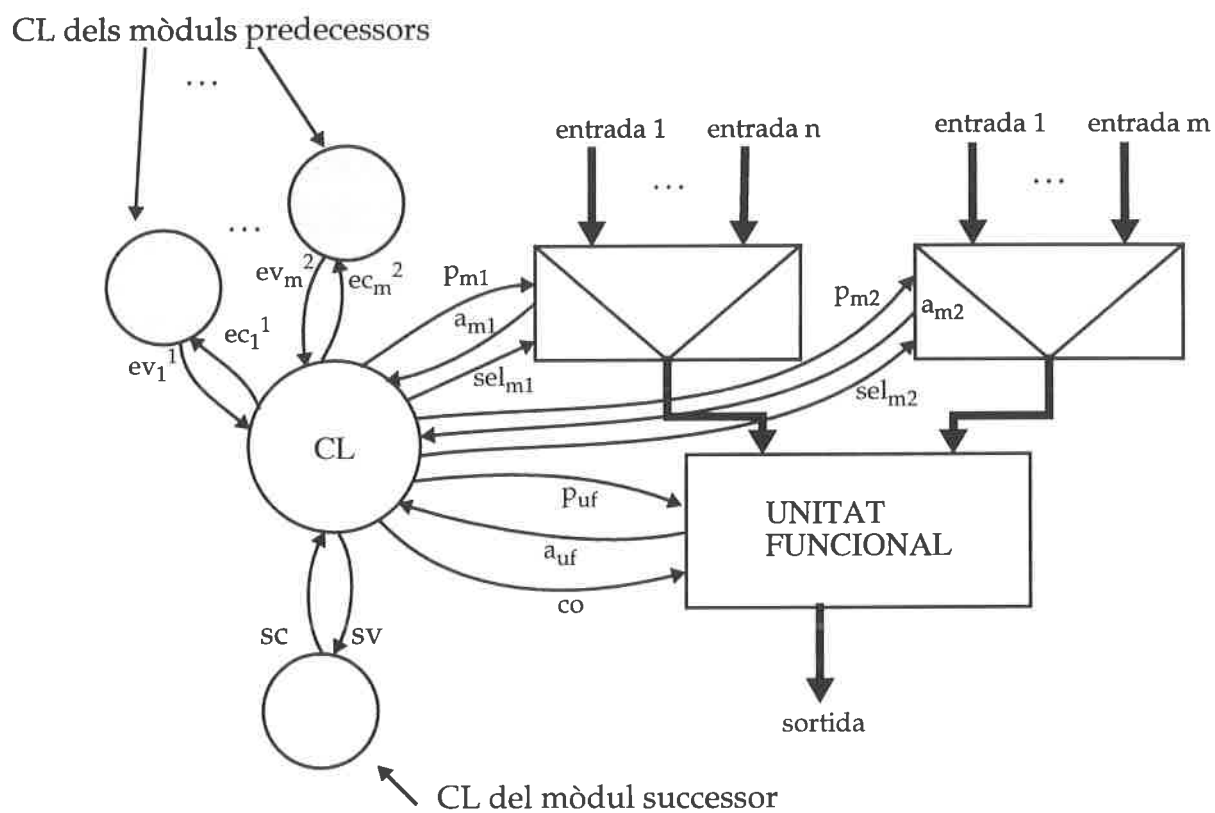 CL dels mòduls predecessors
...
entrada 1
entrada n
entrada 1
entrada m
...
...
...
ev_m^2
ec_m^2
p_m1
a_m1
sel_m1
p_m2
a_m2
sel_m2
ec_1^1
ev_1^1
CL
p_uf
a_uf
co
UNITAT
FUNCIONAL
sc
sv
sortida
CL del mòdul successor